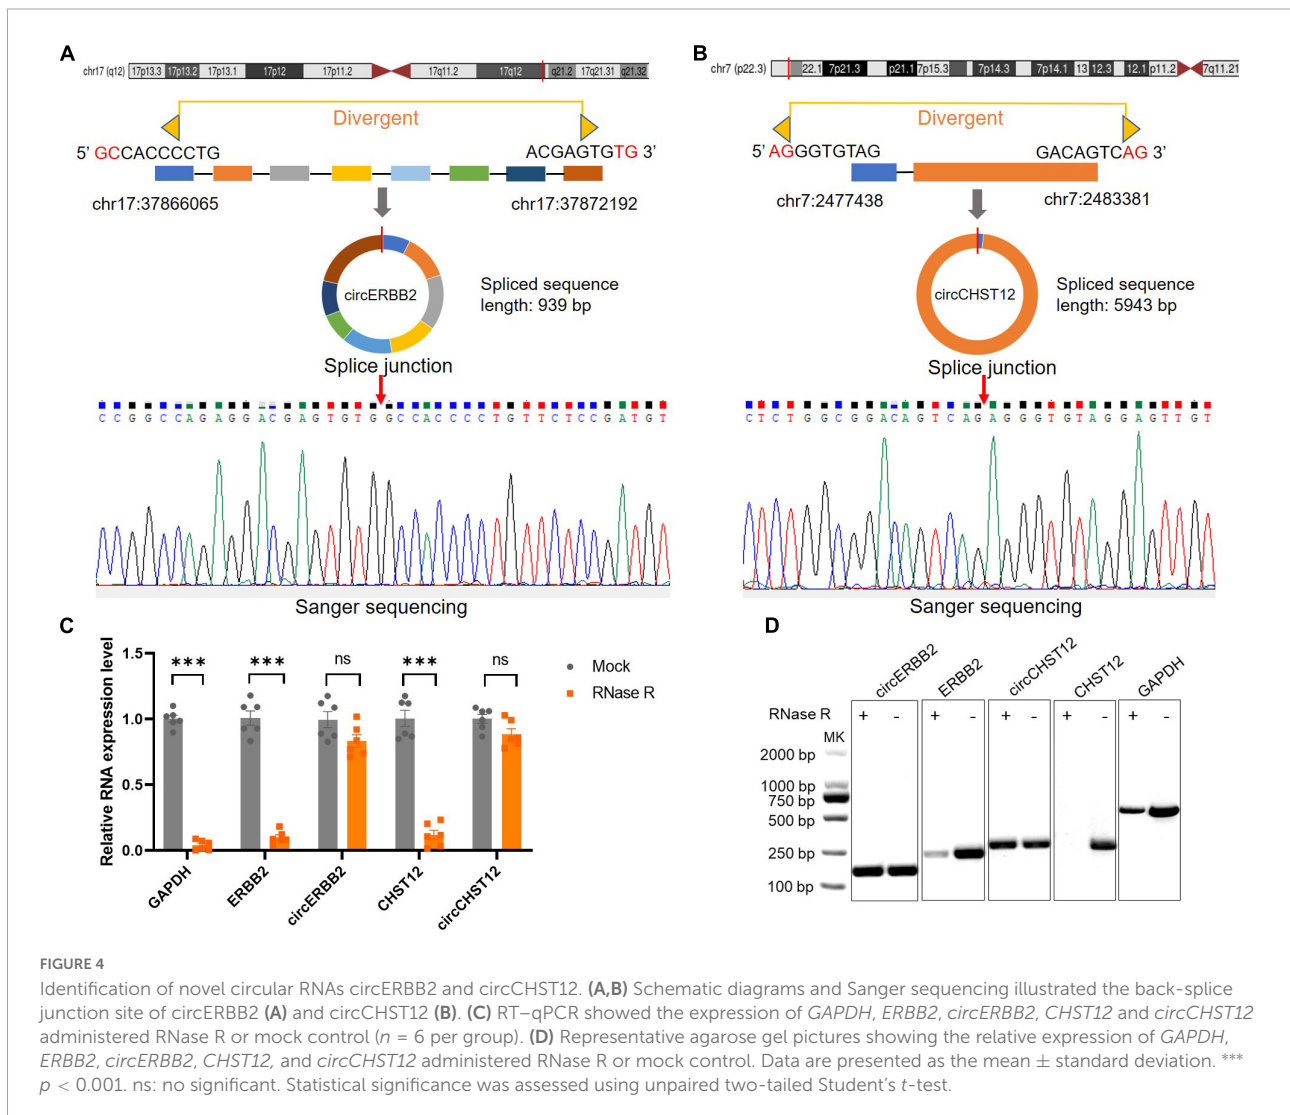 A
chr17 (q12) 17p13.3 17p13.2 17p13.1 17p12 17p11.2 17q11.2 17q12 q21.2 17q21.31 q21.32
Divergent
5' GCCACCCCTG ACGAGTGTG 3'
chr17:37866065 chr17:37872192
circERBB2
Spliced sequence
length: 939 bp
Splice junction
C C G G C C A G A G G A C G A G T G T G G C C A C C C C T G T T C T C C G A T G T
Sanger sequencing
B
chr7 (p22.3) 22.1 7p21.3 p21.1 7p15.3 7p14.3 7p14.1 13 12.3 12.1 p11.2 7q11.21
Divergent
5' AGGGTGTAG GACAGTCAG 3'
chr7:2477438 chr7:2483381
circCHST12
Spliced sequence
length: 5943 bp
Splice junction
C T C T G G C G G A C A G T C A G A G G G T G T A G G A G T T G T
Sanger sequencing
C
Relative RNA expression level
1.5
1.0
0.5
0.0
*** *** ns *** ns
Mock
RNase R
GAPDH ERBB2 circERBB2 CHST12 circCHST12
D
circERBB2 ERBB2 circCHST12 CHST12 GAPDH
RNase R + - + - + - + - + -
MK
2000 bp
1000 bp
750 bp
500 bp
250 bp
100 bp
FIGURE 4
Identification of novel circular RNAs circERBB2 and circCHST12. (A,B) Schematic diagrams and Sanger sequencing illustrated the back-splice
junction site of circERBB2 (A) and circCHST12 (B). (C) RT–qPCR showed the expression of GAPDH, ERBB2, circERBB2, CHST12 and circCHST12
administered RNase R or mock control (n = 6 per group). (D) Representative agarose gel pictures showing the relative expression of GAPDH,
ERBB2, circERBB2, CHST12, and circCHST12 administered RNase R or mock control. Data are presented as the mean ± standard deviation. ***
p < 0.001. ns: no significant. Statistical significance was assessed using unpaired two-tailed Student's t-test.